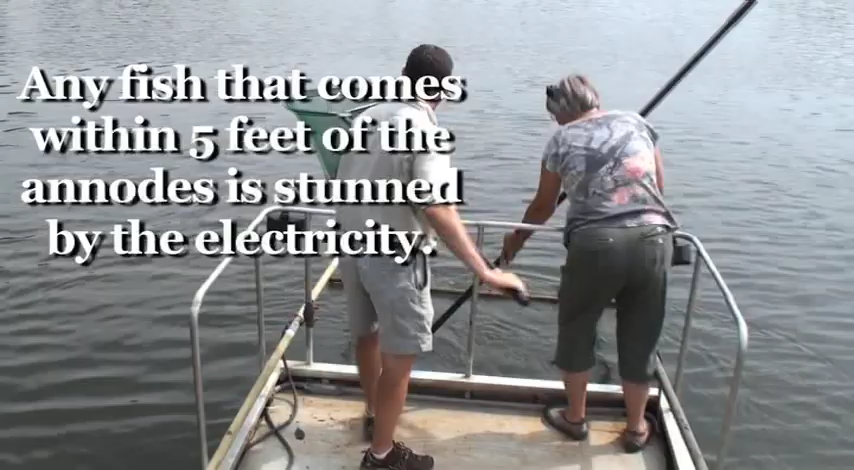 Any fish that comes
within 5 feet of the
annodes is stunned
by the electricity.